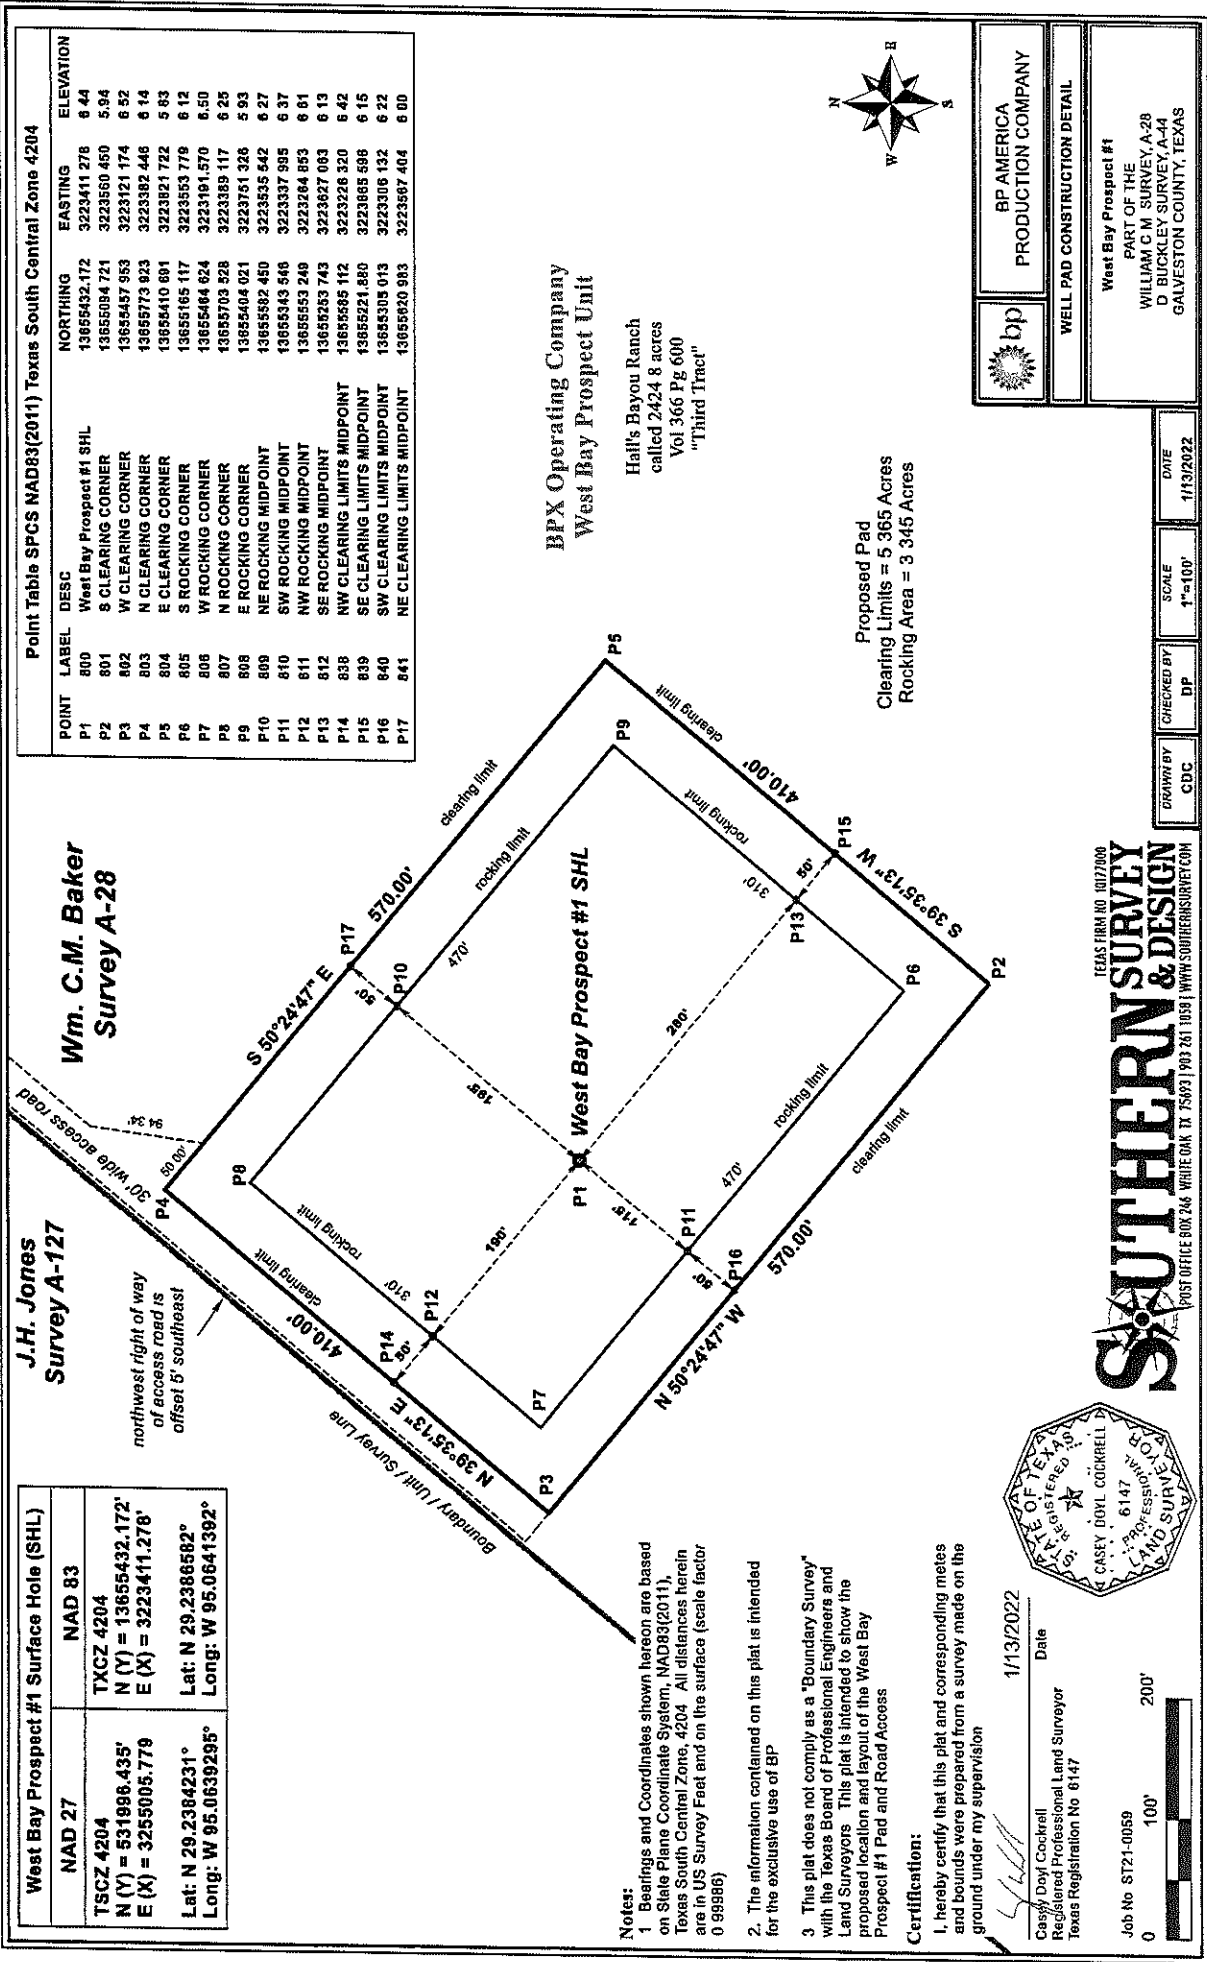 West Bay Prospect #1 Surface Hole (SHL)
NAD 27 NAD 83
TSCZ 4204 TXCZ 4204
N (Y) = 531996.435' N (Y) = 13655432.172'
E (X) = 3255005.779 E (X) = 3223411.278'
Lat: N 29.2384231° Lat: N 29.2386582°
Long: W 95.0639295° Long: W 95.0641392°
J.H. Jones
Survey A-127
northwest right of way
of access road is
offset 5' southeast
Wm. C.M. Baker
Survey A-28
30' wide access road
94 34'
50 00'
Boundary / Unit / Survey Line
Point Table SPCS NAD83(2011) Texas South Central Zone 4204
POINT LABEL DESC NORTHING EASTING ELEVATION
P1 800 West Bay Prospect #1 SHL 13655432.172 3223411 278 6 44
P2 801 S CLEARING CORNER 13655094 721 3223560 450 5.94
P3 802 W CLEARING CORNER 13655457 953 3223121 174 6 52
P4 803 N CLEARING CORNER 13655773 923 3223382 446 6 14
P5 804 E CLEARING CORNER 13655410 691 3223821 722 5 83
P6 805 S ROCKING CORNER 13655165 117 3223553 779 6 12
P7 806 W ROCKING CORNER 13655464 624 3223191.570 6.50
P8 807 N ROCKING CORNER 13655703 528 3223389 117 6 25
P9 808 E ROCKING CORNER 13655404 021 3223751 326 5 93
P10 809 NE ROCKING MIDPOINT 13655582 450 3223535 542 6 27
P11 810 SW ROCKING MIDPOINT 13655343 546 3223337 995 6 37
P12 811 NW ROCKING MIDPOINT 13655553 249 3223264 853 6 61
P13 812 SE ROCKING MIDPOINT 13655253 743 3223627 063 6 13
P14 838 NW CLEARING LIMITS MIDPOINT 13655585 112 3223226 320 6 42
P15 839 SE CLEARING LIMITS MIDPOINT 13655221.880 3223665 596 6 15
P16 840 SW CLEARING LIMITS MIDPOINT 13655305 013 3223306 132 6 22
P17 841 NE CLEARING LIMITS MIDPOINT 13655620 983 3223567 404 6 00
P4
S 50°24'47" E
P17
570.00'
clearing limit
P5
P8
50'
P10
470'
rocking limit
P9
clearing limit
410.00'
N 39°35'13" E
P14
50'
P12
310'
rocking limit
195'
190'
P1
West Bay Prospect #1 SHL
115'
280'
rocking limit
310'
clearing limit
410.00'
P15
S 39°35'13" W
50'
P13
P3
P7
P11
470'
rocking limit
P6
50'
P16
N 50°24'47" W
570.00'
clearing limit
P2
BPX Operating Company
West Bay Prospect Unit
Hall's Bayou Ranch
called 2424 8 acres
Vol 366 Pg 600
"Third Tract"
Proposed Pad
Clearing Limits = 5 365 Acres
Rocking Area = 3 345 Acres
N
E
S
W
Notes:
1 Bearings and Coordinates shown hereon are based
on State Plane Coordinate System, NAD83(2011),
Texas South Central Zone, 4204 All distances herein
are in US Survey Feet and on the surface (scale factor
0 99986)
2. The information contained on this plat is intended
for the exclusive use of BP
3 This plat does not comply as a "Boundary Survey"
with the Texas Board of Professional Engineers and
Land Surveyors This plat is intended to show the
proposed location and layout of the West Bay
Prospect #1 Pad and Road Access
Certification:
I, hereby certify that this plat and corresponding metes
and bounds were prepared from a survey made on the
ground under my supervision
1/13/2022
Casey Doyl Cockrell Date
Registered Professional Land Surveyor
Texas Registration No 6147
Job No ST21-0059
0 100' 200'
STATE OF TEXAS
REGISTERED
CASEY DOYL COCKRELL
6147
PROFESSIONAL
LAND SURVEYOR
TEXAS FIRM NO 10177000
SOUTHERN SURVEY
& DESIGN
POST OFFICE BOX 246 WHITE OAK TX 75693 | 903 261 1058 | WWW SOUTHERNSURVEY.COM
DRAWN BY CHECKED BY SCALE DATE
CDC DP 1"=100' 1/13/2022
bp
BP AMERICA
PRODUCTION COMPANY
WELL PAD CONSTRUCTION DETAIL
West Bay Prospect #1
PART OF THE
WILLIAM C M SURVEY, A-28
D BUCKLEY SURVEY, A-44
GALVESTON COUNTY, TEXAS